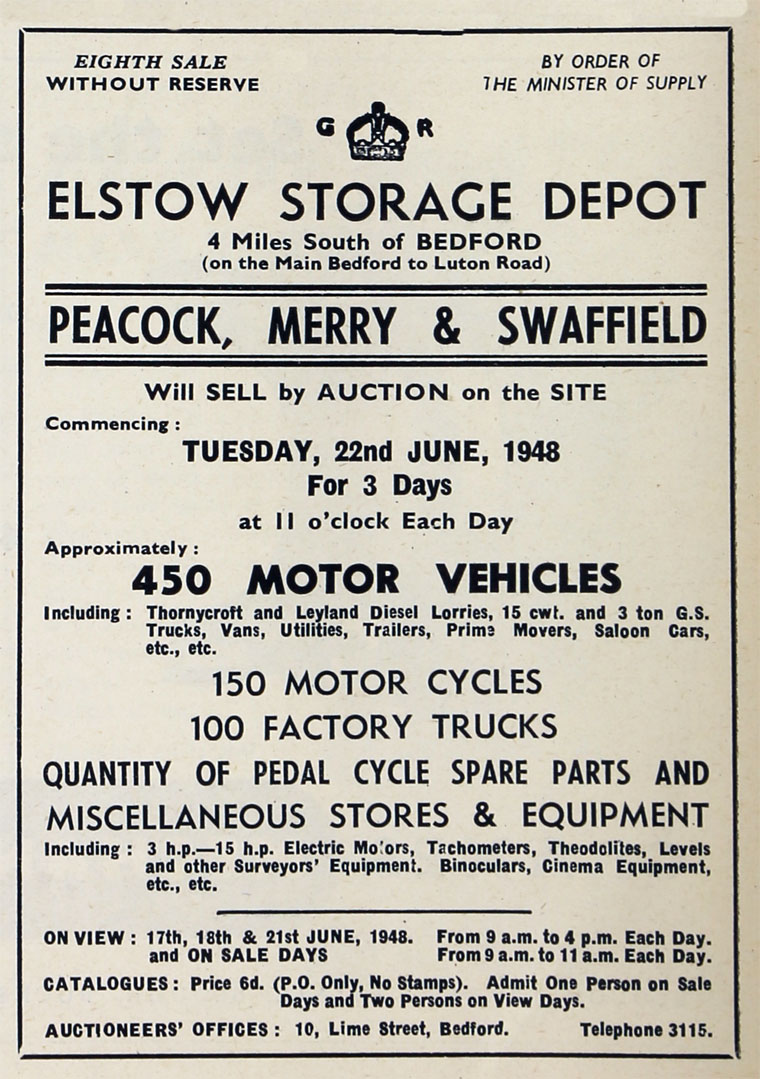 EIGHTH SALE
WITHOUT RESERVE
BY ORDER OF
THE MINISTER OF SUPPLY
G R
ELSTOW STORAGE DEPOT
4 Miles South of BEDFORD
(on the Main Bedford to Luton Road)
PEACOCK, MERRY & SWAFFIELD
Will SELL by AUCTION on the SITE
Commencing :
TUESDAY, 22nd JUNE, 1948
For 3 Days
at 11 o'clock Each Day
Approximately :
450 MOTOR VEHICLES
Including : Thornycroft and Leyland Diesel Lorries, 15 cwt. and 3 ton G.S.
Trucks, Vans, Utilities, Trailers, Prime Movers, Saloon Cars,
etc., etc.
150 MOTOR CYCLES
100 FACTORY TRUCKS
QUANTITY OF PEDAL CYCLE SPARE PARTS AND
MISCELLANEOUS STORES & EQUIPMENT
Including : 3 h.p.—15 h.p. Electric Motors, Tachometers, Theodolites, Levels
and other Surveyors' Equipment. Binoculars, Cinema Equipment,
etc., etc.
ON VIEW : 17th, 18th & 21st JUNE, 1948. From 9 a.m. to 4 p.m. Each Day.
and ON SALE DAYS From 9 a.m. to 11 a.m. Each Day.
CATALOGUES : Price 6d. (P.O. Only, No Stamps). Admit One Person on Sale
Days and Two Persons on View Days.
AUCTIONEERS' OFFICES : 10, Lime Street, Bedford. Telephone 3115.